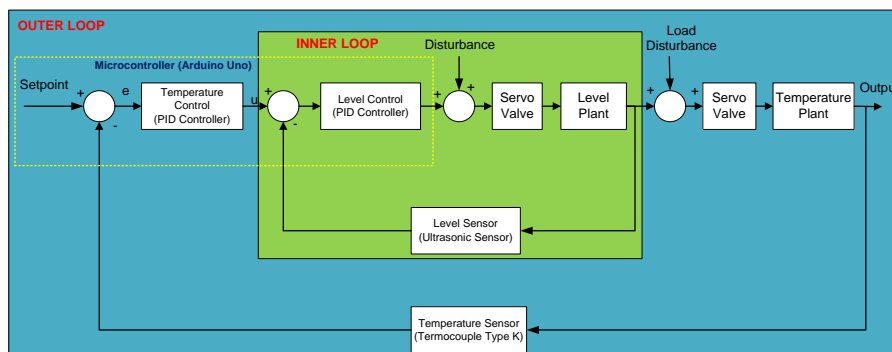 OUTER LOOP
INNER LOOP
Disturbance
Load
Disturbance
Microcontroller (Arduino Uno)
Setpoint
+
-
e
Temperature
Control
(PID Controller)
u
+
-
Level Control
(PID Controller)
+
+
Servo
Valve
Level
Plant
+
+
Servo
Valve
Temperature
Plant
Output
Level Sensor
(Ultrasonic Sensor)
Temperature Sensor
(Termocouple Type K)